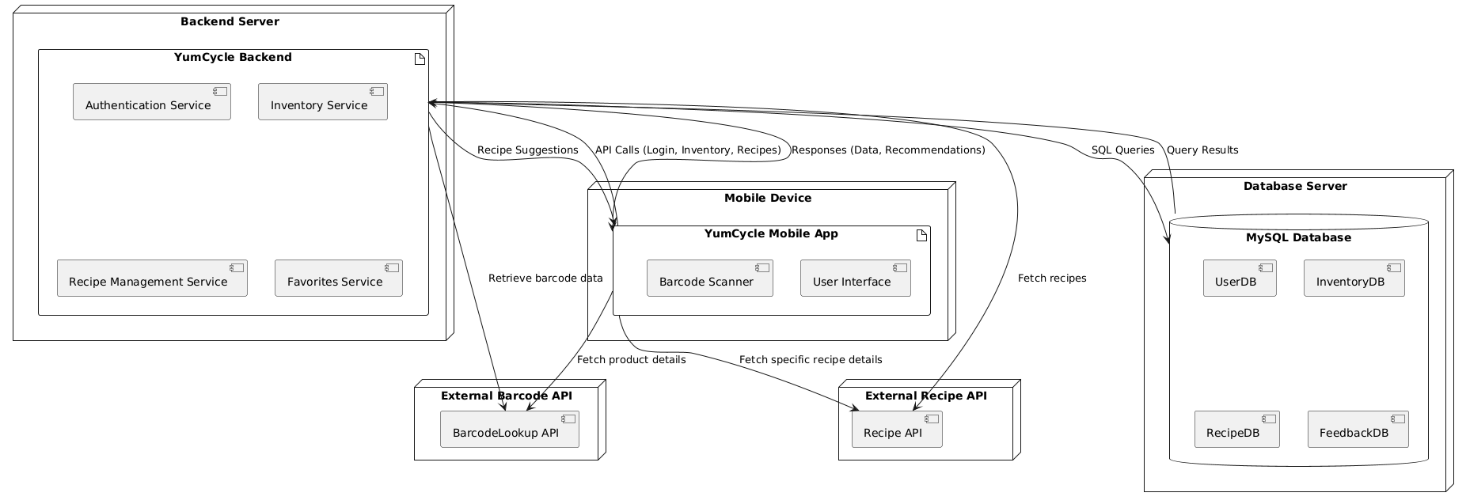 Backend Server
YumCycle Backend
Authentication Service
Inventory Service
Recipe Suggestions
API Calls (Login, Inventory, Recipes)
Responses (Data, Recommendations)
SQL Queries
Query Results
Mobile Device
Database Server
YumCycle Mobile App
MySQL Database
Recipe Management Service
Favorites Service
Retrieve barcode data
Barcode Scanner
User Interface
Fetch recipes
UserDB
InventoryDB
Fetch product details
Fetch specific recipe details
External Barcode API
External Recipe API
BarcodeLookup API
Recipe API
RecipeDB
FeedbackDB